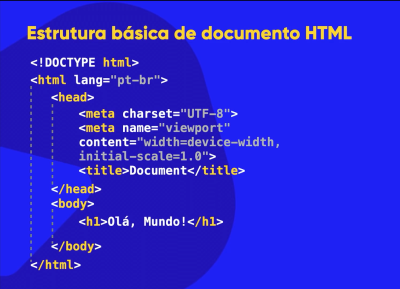 Estrutura básica de documento HTML
<!DOCTYPE html>
<html lang="pt-br">
<head>
<meta charset="UTF-8">
<meta name="viewport"
content="width=device-width,
initial-scale=1.0">
<title>Document</title>
</head>
<body>
<h1>Olá, Mundo!</h1>
</body>
</html>